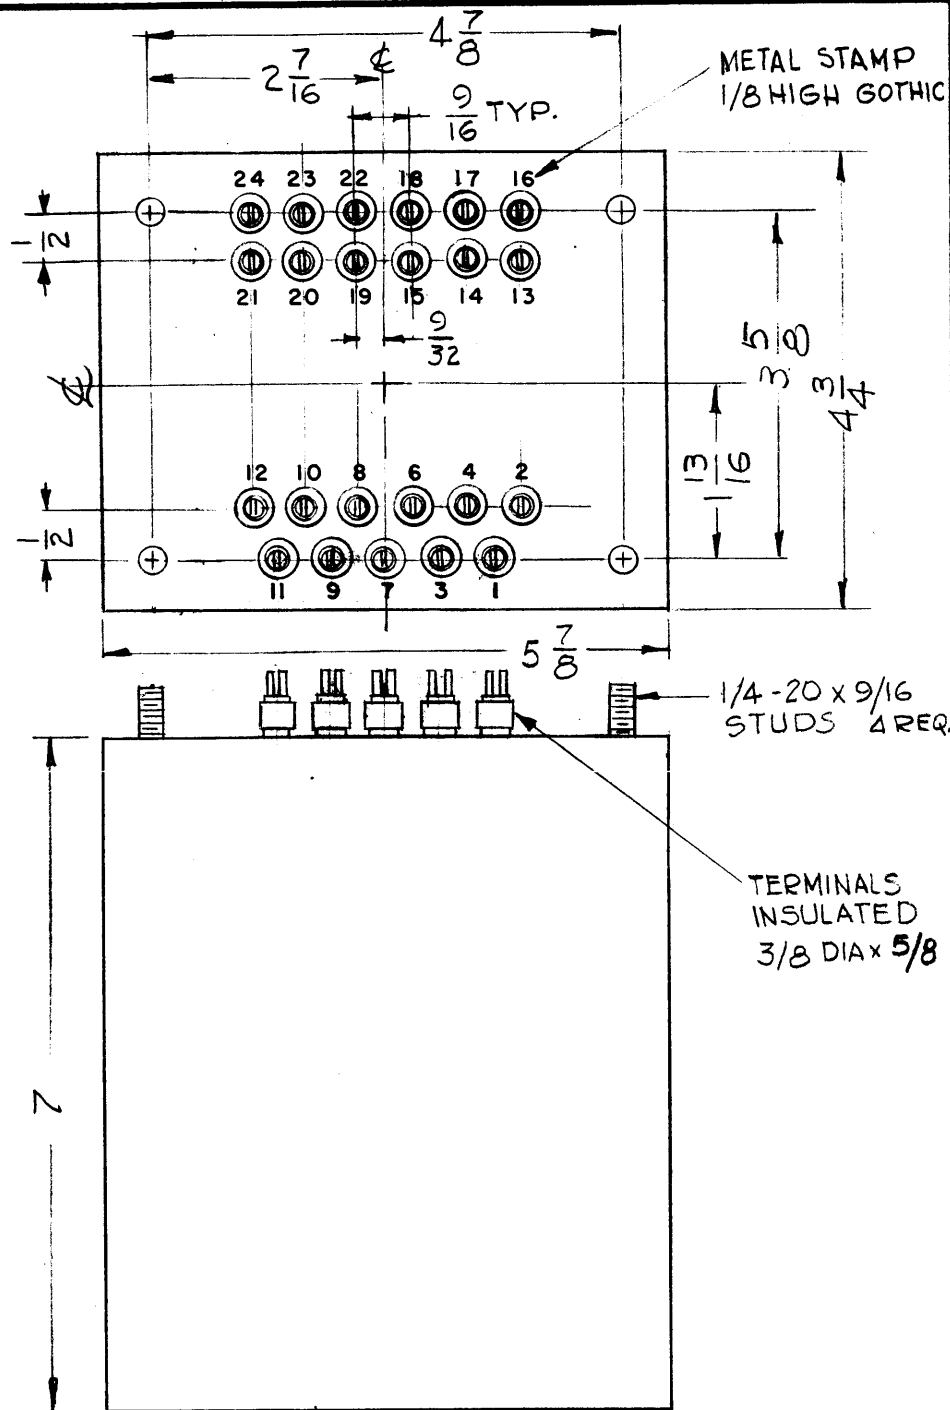 4 7/8
2 7/16
℄
9/16 TYP.
METAL STAMP
1/8 HIGH GOTHIC
24 23 22 18 17 16
1/2
21 20 19 15 14 13
9/32
3 5/8
4 3/4
℄
1 13/16
12 10 8 6 4 2
1/2
11 9 7 3 1
5 7/8
1/4-20 x 9/16
STUDS 4 REQ.
TERMINALS
INSULATED
3/8 DIA x 5/8
7